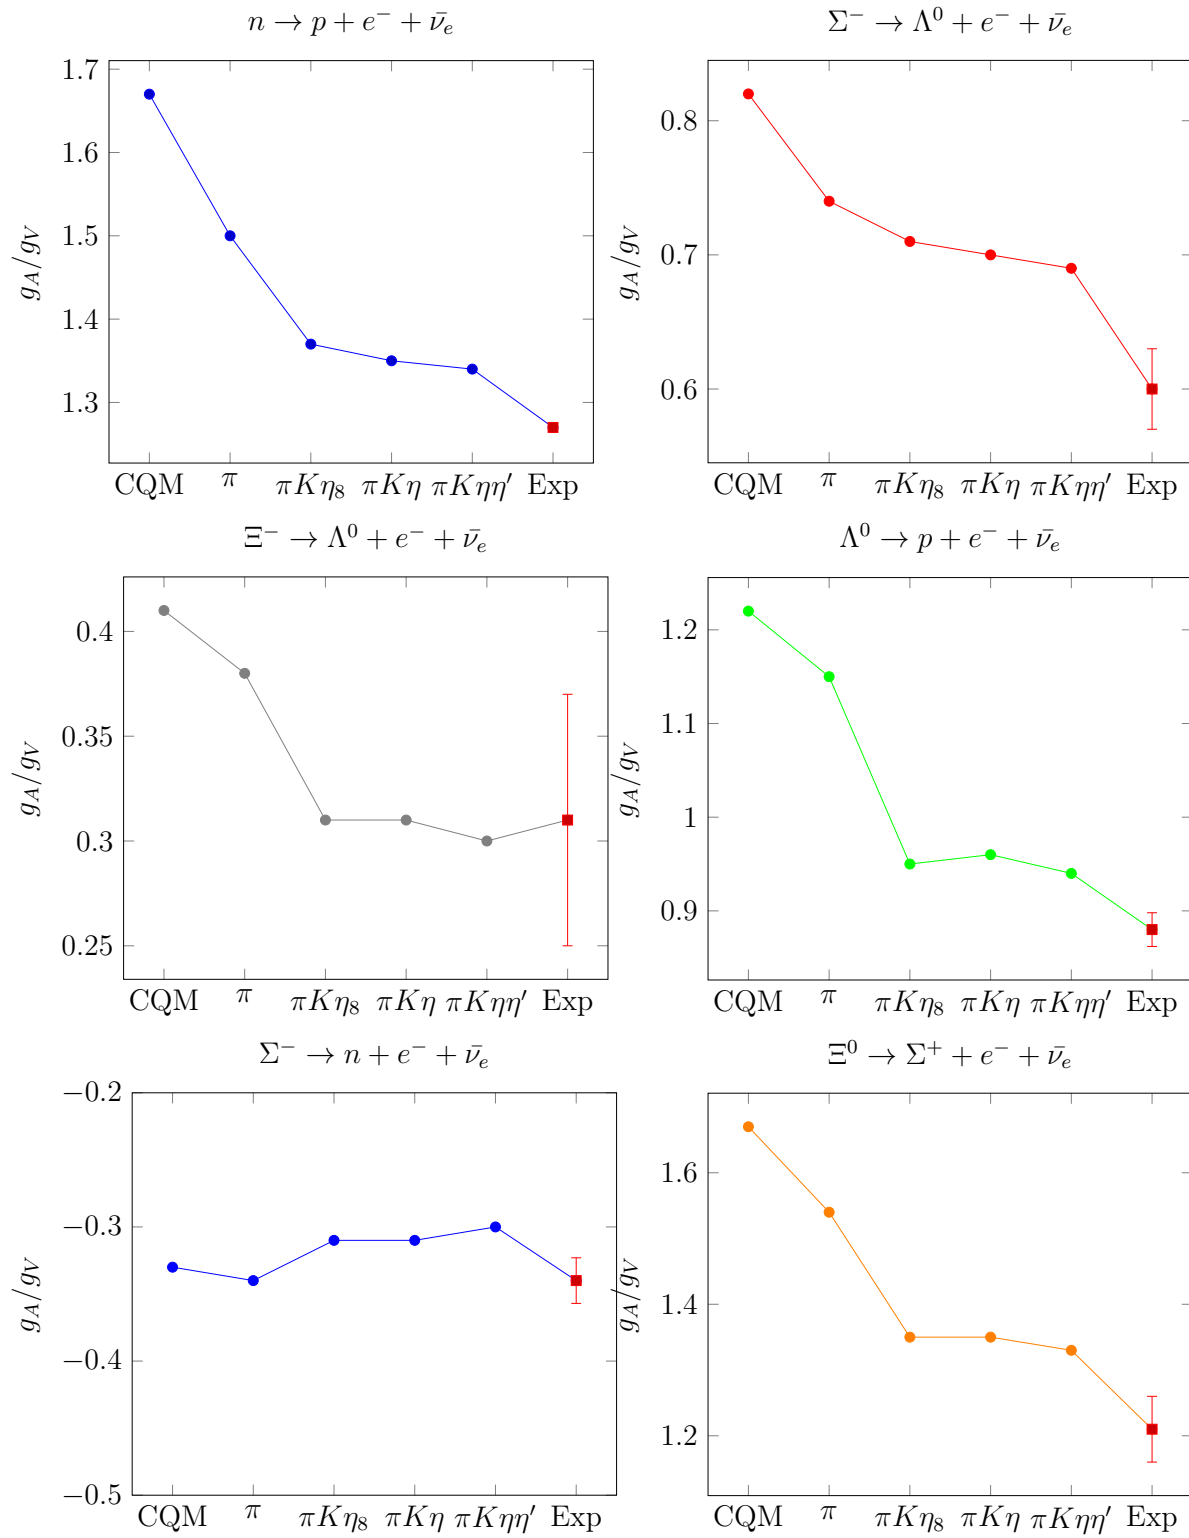 n → p + e⁻ + ν̄ₑ
1.7
1.6
1.5
1.4
1.3
g_A/g_V
CQM π πKη₈ πKη πKηη′ Exp
Σ⁻ → Λ⁰ + e⁻ + ν̄ₑ
0.8
0.7
0.6
g_A/g_V
CQM π πKη₈ πKη πKηη′ Exp
Ξ⁻ → Λ⁰ + e⁻ + ν̄ₑ
0.4
0.35
0.3
0.25
g_A/g_V
CQM π πKη₈ πKη πKηη′ Exp
Λ⁰ → p + e⁻ + ν̄ₑ
1.2
1.1
1
0.9
g_A/g_V
CQM π πKη₈ πKη πKηη′ Exp
Σ⁻ → n + e⁻ + ν̄ₑ
−0.2
−0.3
−0.4
−0.5
g_A/g_V
CQM π πKη₈ πKη πKηη′ Exp
Ξ⁰ → Σ⁺ + e⁻ + ν̄ₑ
1.6
1.4
1.2
g_A/g_V
CQM π πKη₈ πKη πKηη′ Exp